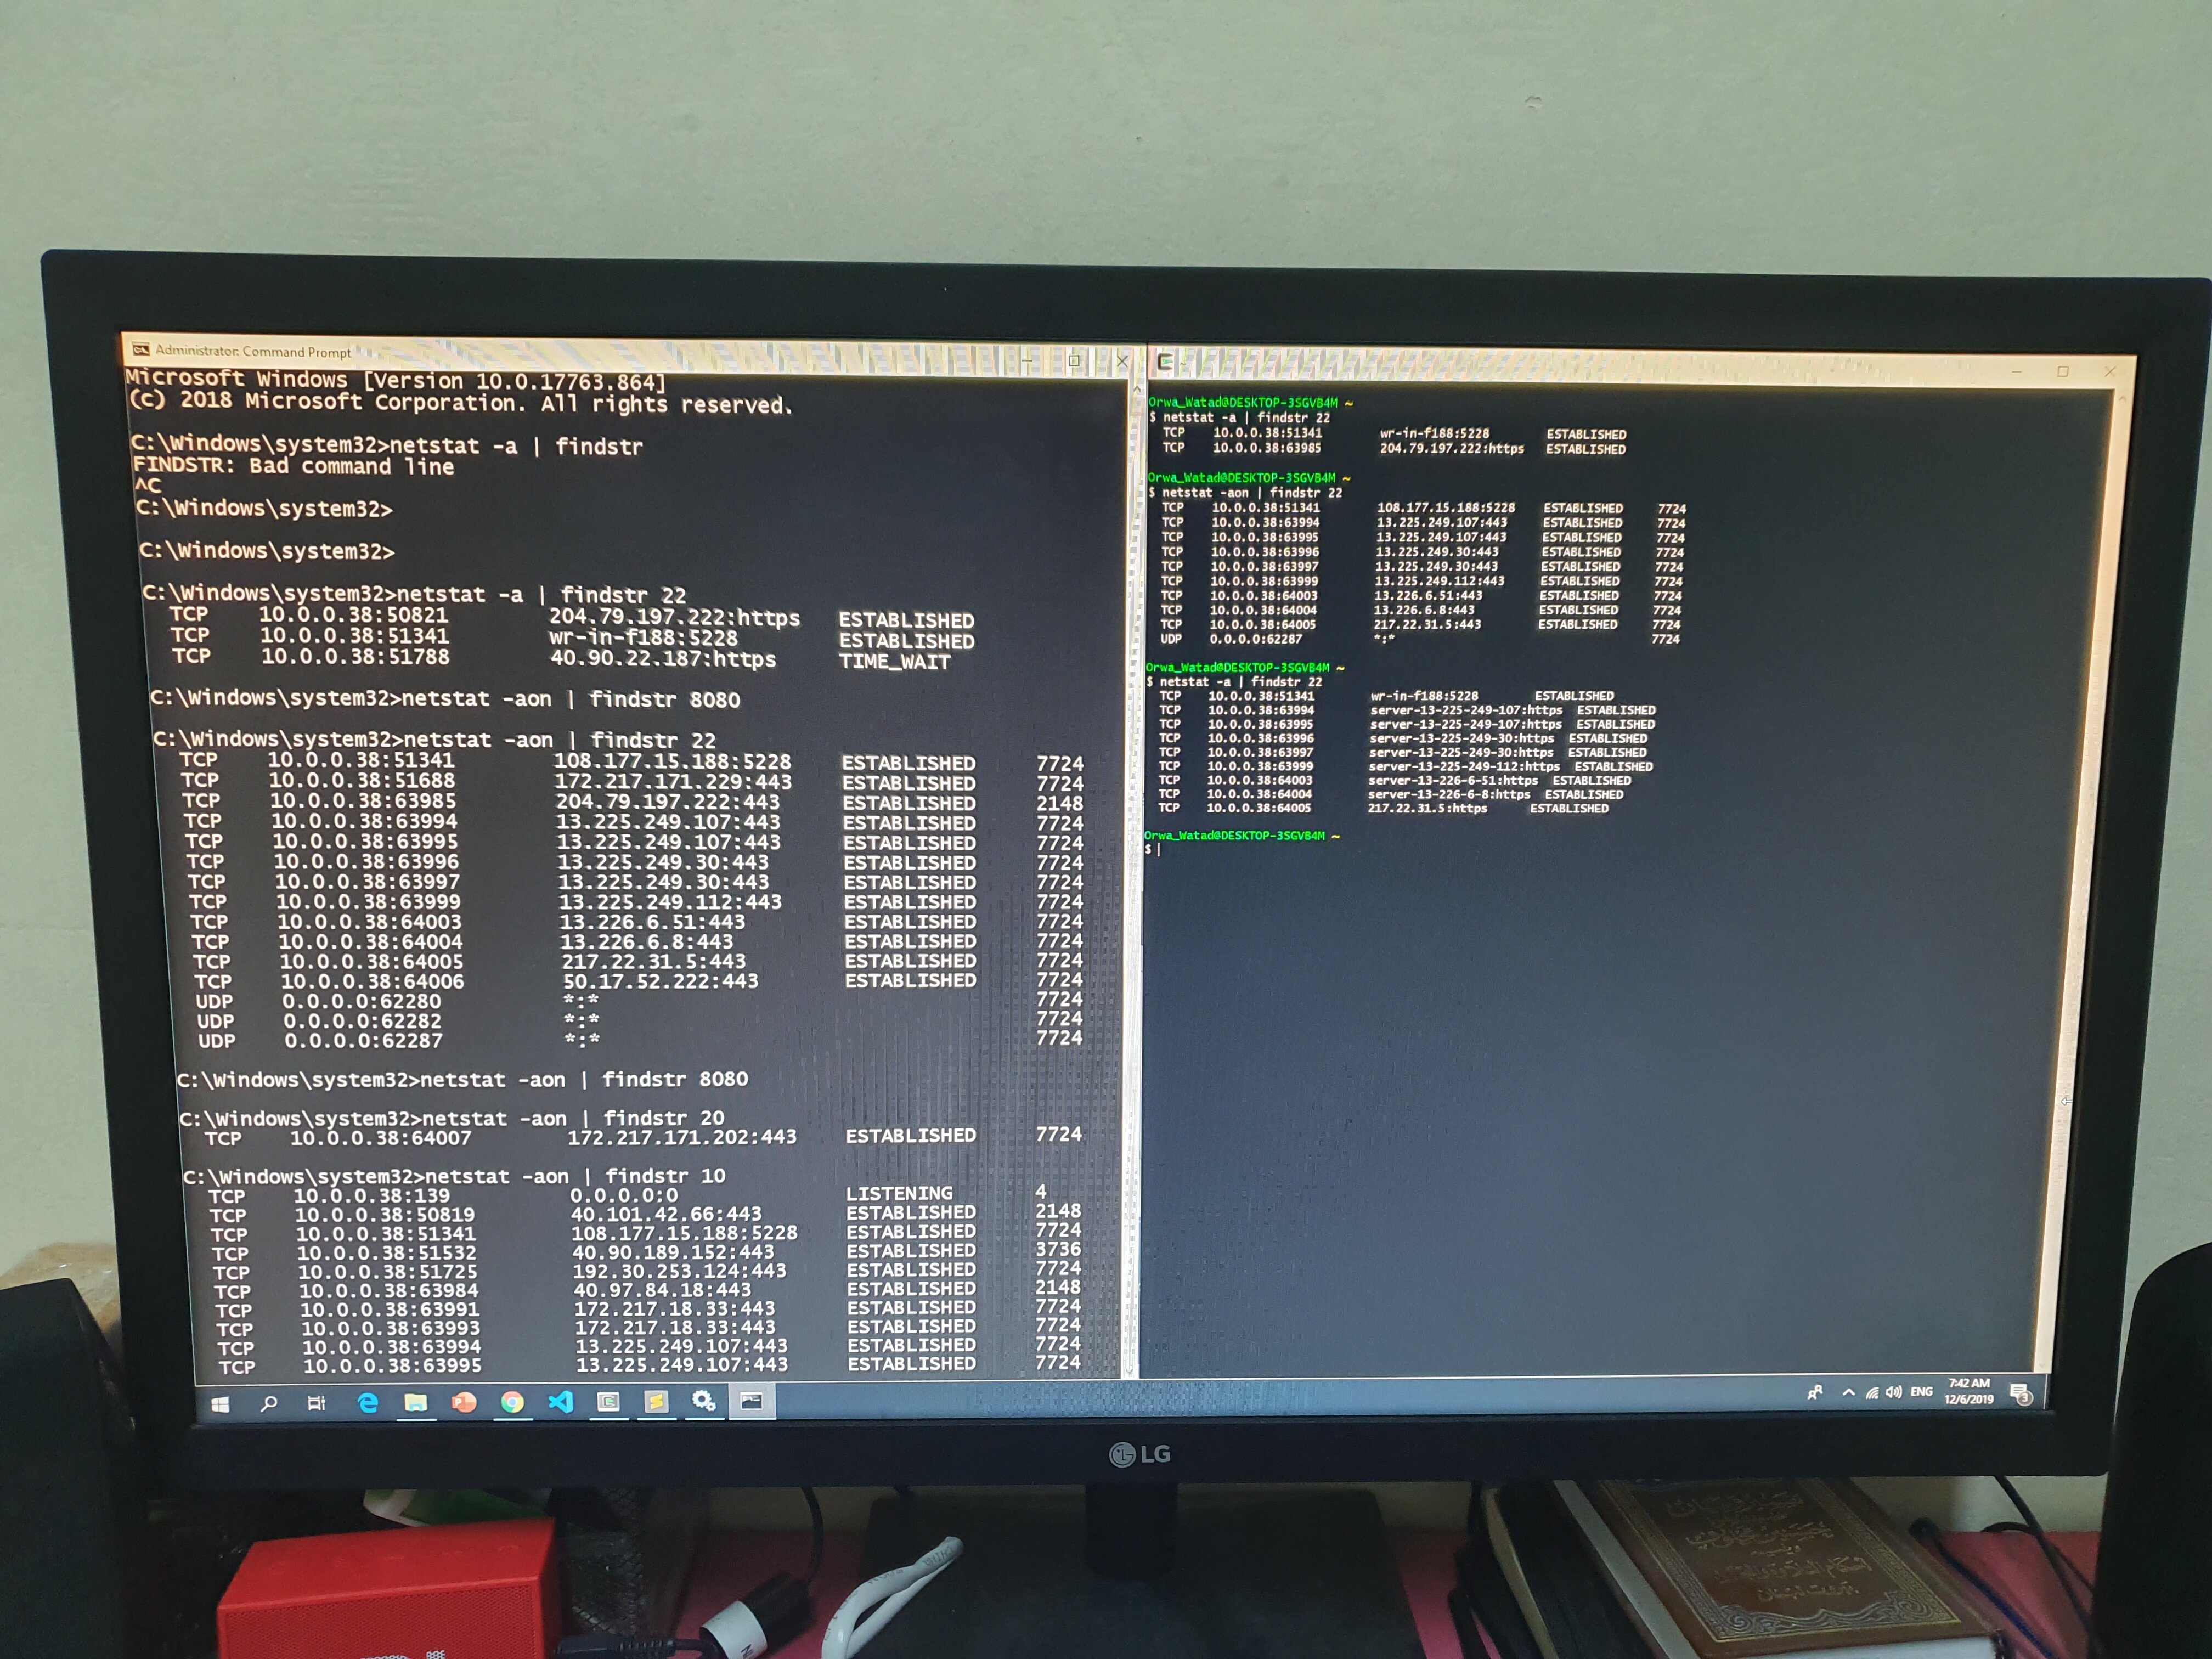 Administrator: Command Prompt
Microsoft Windows [Version 10.0.17763.864]
(c) 2018 Microsoft Corporation. All rights reserved.
C:\Windows\system32>netstat -a | findstr
FINDSTR: Bad command line
^C
C:\Windows\system32>
C:\Windows\system32>
C:\Windows\system32>netstat -a | findstr 22
TCP 10.0.0.38:50821 204.79.197.222:https ESTABLISHED
TCP 10.0.0.38:51341 wr-in-f188:5228 ESTABLISHED
TCP 10.0.0.38:51788 40.90.22.187:https TIME_WAIT
C:\Windows\system32>netstat -aon | findstr 8080
C:\Windows\system32>netstat -aon | findstr 22
TCP 10.0.0.38:51341 108.177.15.188:5228 ESTABLISHED 7724
TCP 10.0.0.38:51688 172.217.171.229:443 ESTABLISHED 7724
TCP 10.0.0.38:63985 204.79.197.222:443 ESTABLISHED 2148
TCP 10.0.0.38:63994 13.225.249.107:443 ESTABLISHED 7724
TCP 10.0.0.38:63995 13.225.249.107:443 ESTABLISHED 7724
TCP 10.0.0.38:63996 13.225.249.30:443 ESTABLISHED 7724
TCP 10.0.0.38:63997 13.225.249.30:443 ESTABLISHED 7724
TCP 10.0.0.38:63999 13.225.249.112:443 ESTABLISHED 7724
TCP 10.0.0.38:64003 13.226.6.51:443 ESTABLISHED 7724
TCP 10.0.0.38:64004 13.226.6.8:443 ESTABLISHED 7724
TCP 10.0.0.38:64005 217.22.31.5:443 ESTABLISHED 7724
TCP 10.0.0.38:64006 50.17.52.222:443 ESTABLISHED 7724
UDP 0.0.0.0:62280 *:* 7724
UDP 0.0.0.0:62282 *:* 7724
UDP 0.0.0.0:62287 *:* 7724
C:\Windows\system32>netstat -aon | findstr 8080
C:\Windows\system32>netstat -aon | findstr 20
TCP 10.0.0.38:64007 172.217.171.202:443 ESTABLISHED 7724
C:\Windows\system32>netstat -aon | findstr 10
TCP 10.0.0.38:139 0.0.0.0:0 LISTENING 4
TCP 10.0.0.38:50819 40.101.42.66:443 ESTABLISHED 2148
TCP 10.0.0.38:51341 108.177.15.188:5228 ESTABLISHED 7724
TCP 10.0.0.38:51532 40.90.189.152:443 ESTABLISHED 3736
TCP 10.0.0.38:51725 192.30.253.124:443 ESTABLISHED 7724
TCP 10.0.0.38:63984 40.97.84.18:443 ESTABLISHED 2148
TCP 10.0.0.38:63991 172.217.18.33:443 ESTABLISHED 7724
TCP 10.0.0.38:63993 172.217.18.33:443 ESTABLISHED 7724
TCP 10.0.0.38:63994 13.225.249.107:443 ESTABLISHED 7724
TCP 10.0.0.38:63995 13.225.249.107:443 ESTABLISHED 7724
~
Orwa_Watad@DESKTOP-3SGVB4M ~
$ netstat -a | findstr 22
TCP 10.0.0.38:51341 wr-in-f188:5228 ESTABLISHED
TCP 10.0.0.38:63985 204.79.197.222:https ESTABLISHED
Orwa_Watad@DESKTOP-3SGVB4M ~
$ netstat -aon | findstr 22
TCP 10.0.0.38:51341 108.177.15.188:5228 ESTABLISHED 7724
TCP 10.0.0.38:63994 13.225.249.107:443 ESTABLISHED 7724
TCP 10.0.0.38:63995 13.225.249.107:443 ESTABLISHED 7724
TCP 10.0.0.38:63996 13.225.249.30:443 ESTABLISHED 7724
TCP 10.0.0.38:63997 13.225.249.30:443 ESTABLISHED 7724
TCP 10.0.0.38:63999 13.225.249.112:443 ESTABLISHED 7724
TCP 10.0.0.38:64003 13.226.6.51:443 ESTABLISHED 7724
TCP 10.0.0.38:64004 13.226.6.8:443 ESTABLISHED 7724
TCP 10.0.0.38:64005 217.22.31.5:443 ESTABLISHED 7724
UDP 0.0.0.0:62287 *:* 7724
Orwa_Watad@DESKTOP-3SGVB4M ~
$ netstat -a | findstr 22
TCP 10.0.0.38:51341 wr-in-f188:5228 ESTABLISHED
TCP 10.0.0.38:63994 server-13-225-249-107:https ESTABLISHED
TCP 10.0.0.38:63995 server-13-225-249-107:https ESTABLISHED
TCP 10.0.0.38:63996 server-13-225-249-30:https ESTABLISHED
TCP 10.0.0.38:63997 server-13-225-249-30:https ESTABLISHED
TCP 10.0.0.38:63999 server-13-225-249-112:https ESTABLISHED
TCP 10.0.0.38:64003 server-13-226-6-51:https ESTABLISHED
TCP 10.0.0.38:64004 server-13-226-6-8:https ESTABLISHED
TCP 10.0.0.38:64005 217.22.31.5:https ESTABLISHED
Orwa_Watad@DESKTOP-3SGVB4M ~
$
ENG
7:42 AM
12/6/2019
3
LG